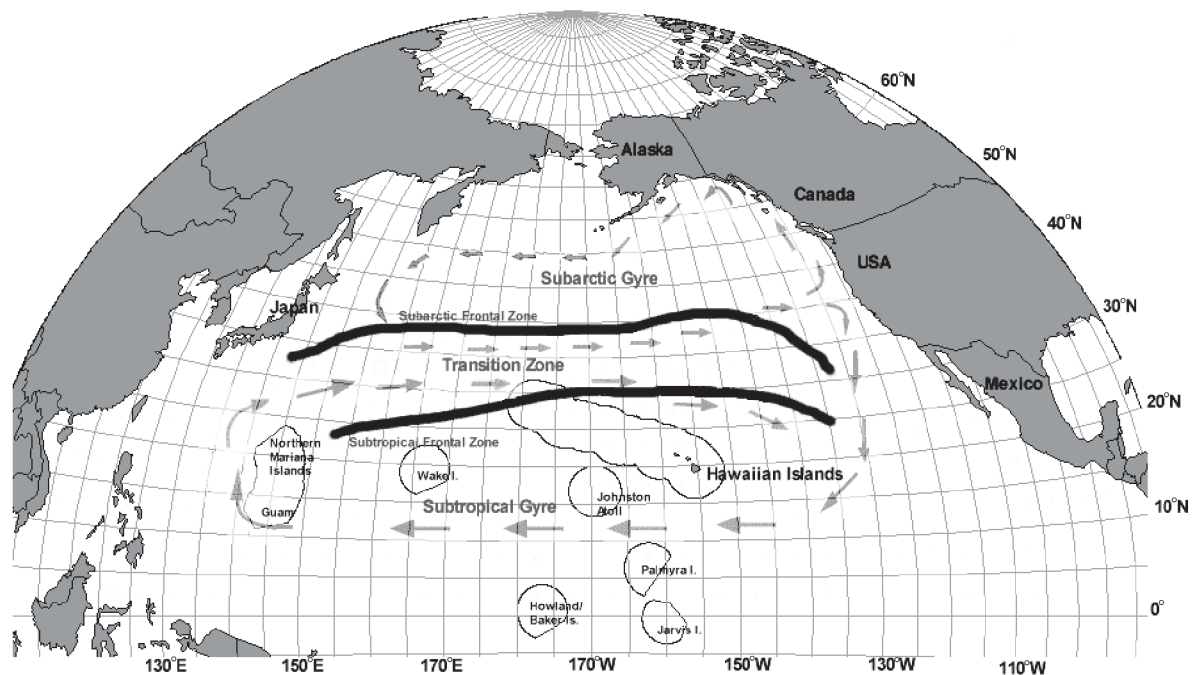 60°N
50°N
Alaska
Canada
40°N
USA
Subarctic Gyre
Japan
30°N
Subarctic Frontal Zone
Transition Zone
Mexico
20°N
Northern
Mariana
Islands
Subtropical Frontal Zone
Wake I.
Hawaiian Islands
Johnston
Atoll
Subtropical Gyre
Guam
10°N
Palmyra I.
Howland/
Baker Is.
Jarvis I.
0°
130°E
150°E
170°E
170°W
150°W
130°W
110°W